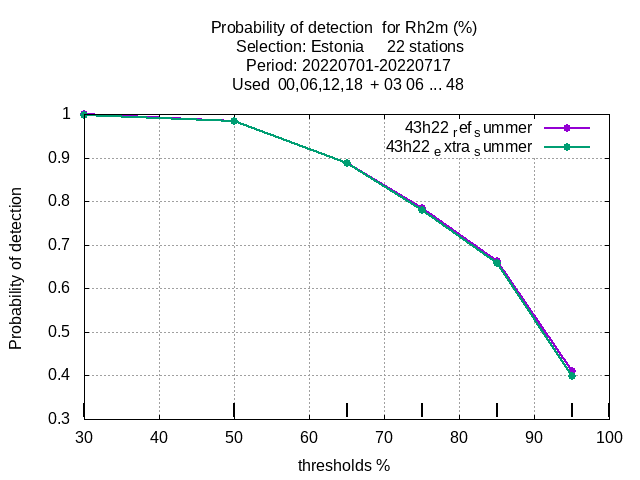 Probability of detection  for Rh2m (%)
Selection: Estonia     22 stations
Period: 20220701-20220717
Used  00,06,12,18  + 03 06 ... 48
43h22 ref summer
43h22 extra summer
1
0.9
0.8
0.7
0.6
0.5
0.4
0.3
Probability of detection
30 40 50 60 70 80 90 100
thresholds %